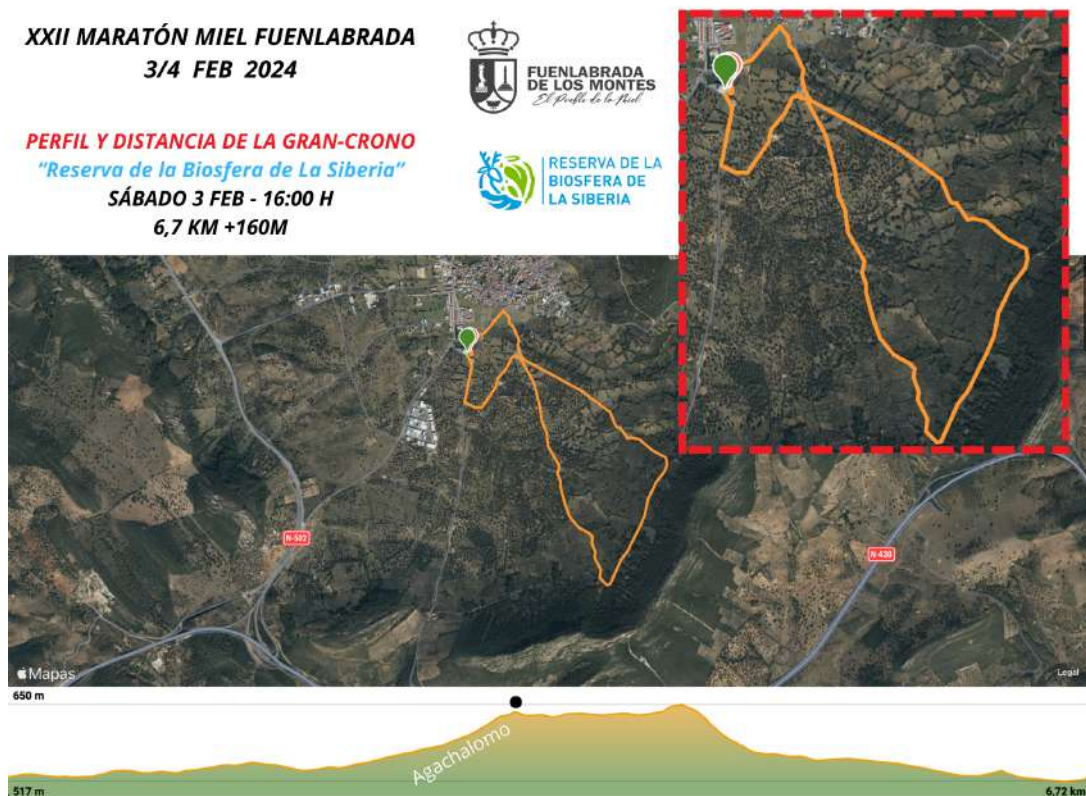 XXII MARATÓN MIEL FUENLABRADA
3/4 FEB 2024
PERFIL Y DISTANCIA DE LA GRAN-CRONO
"Reserva de la Biosfera de La Siberia"
SÁBADO 3 FEB - 16:00 H
6,7 KM +160M
FUENLABRADA
DE LOS MONTES
El Pueblo de la Miel
RESERVA DE LA
BIOSFERA DE
LA SIBERIA
N-502
N-430
Mapas
Legal
650 m
Agachalomo
517 m
6,72 km